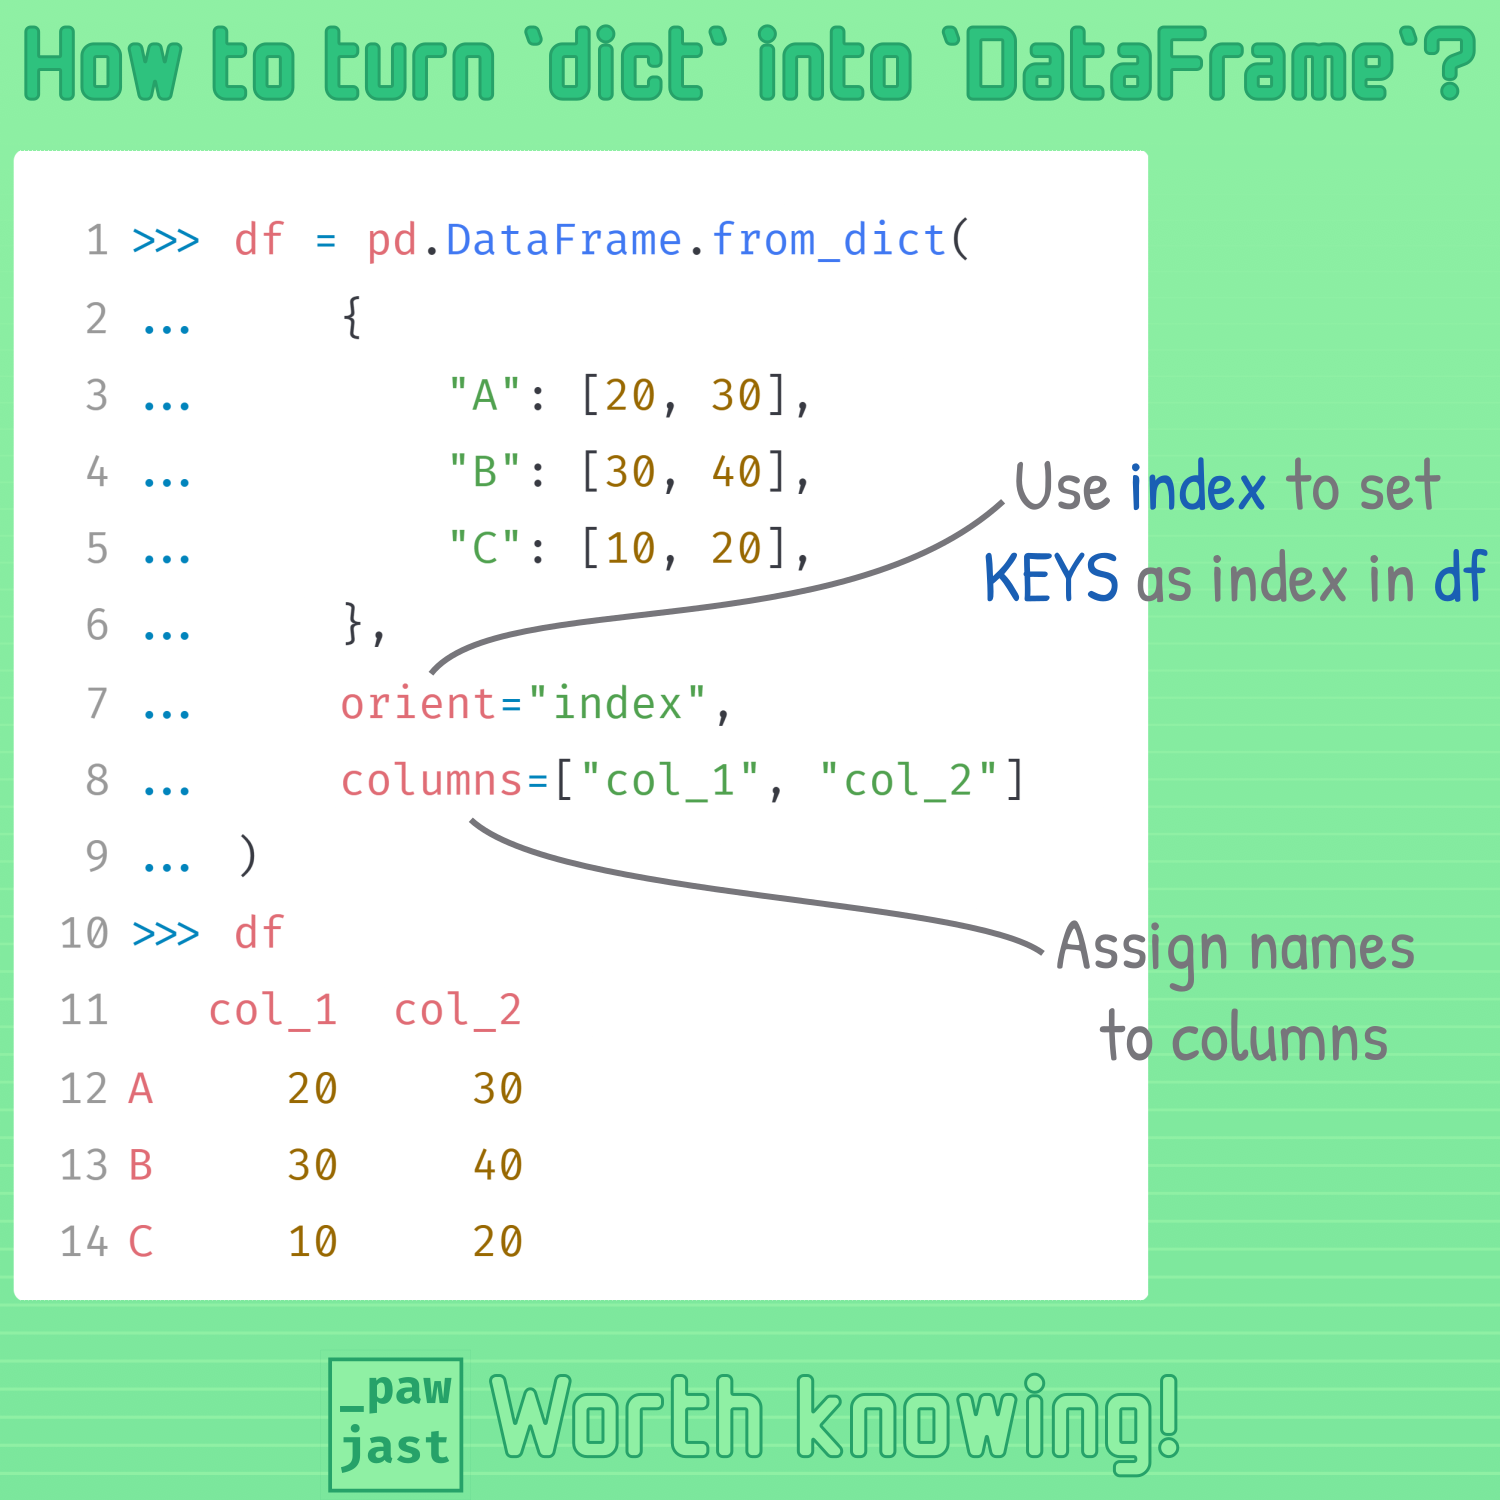 How to turn `dict` into `DataFrame`?
1 >>> df = pd.DataFrame.from_dict(
2 ... {
3 ... "A": [20, 30],
4 ... "B": [30, 40],
5 ... "C": [10, 20],
6 ... },
7 ... orient="index",
8 ... columns=["col_1", "col_2"]
9 ... )
10 >>> df
11 col_1 col_2
12 A 20 30
13 B 30 40
14 C 10 20
Use index to set
KEYS as index in df
Assign names
to columns
_paw
jast
Worth knowing!